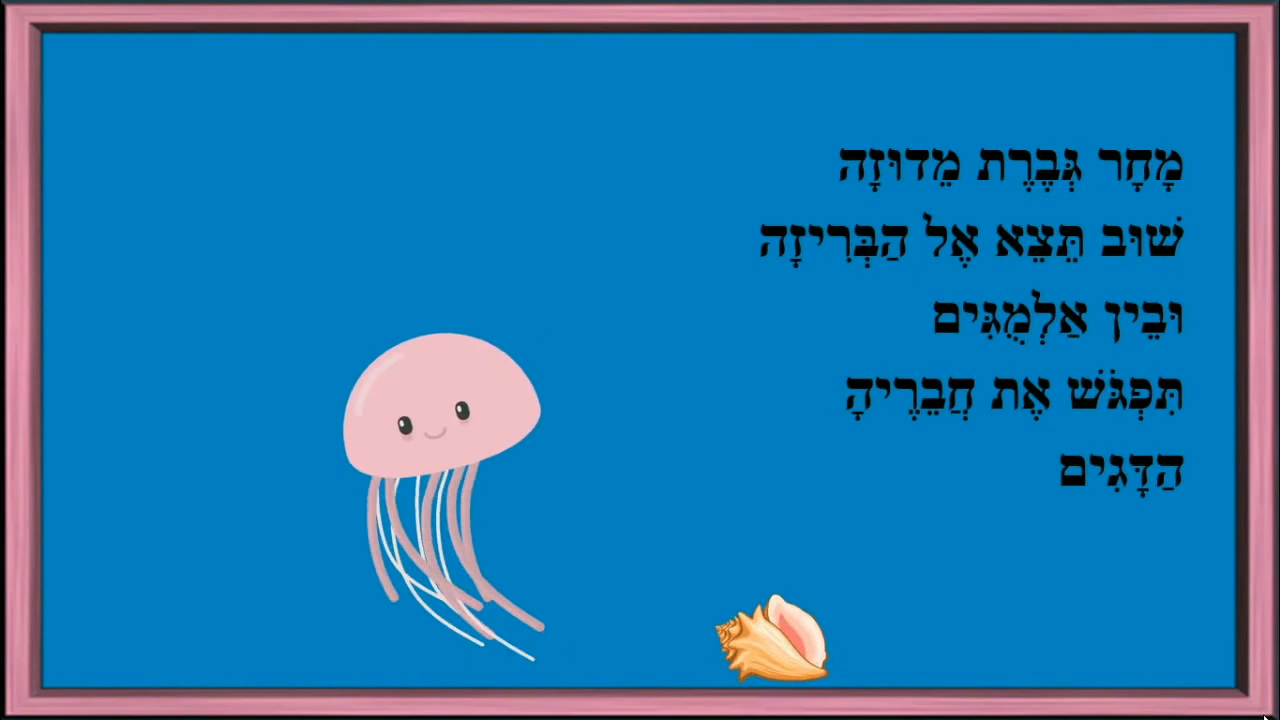 מָחָר גְּבֶרֶת מֵדוּזָה
שׁוּב תֵּצֵא אֶל הַבְּרִיזָה
וּבֵין אַלְמֻגִּים
תִּפְגֹּשׁ אֶת חֲבֵרֶיהָ
הַדָּגִים